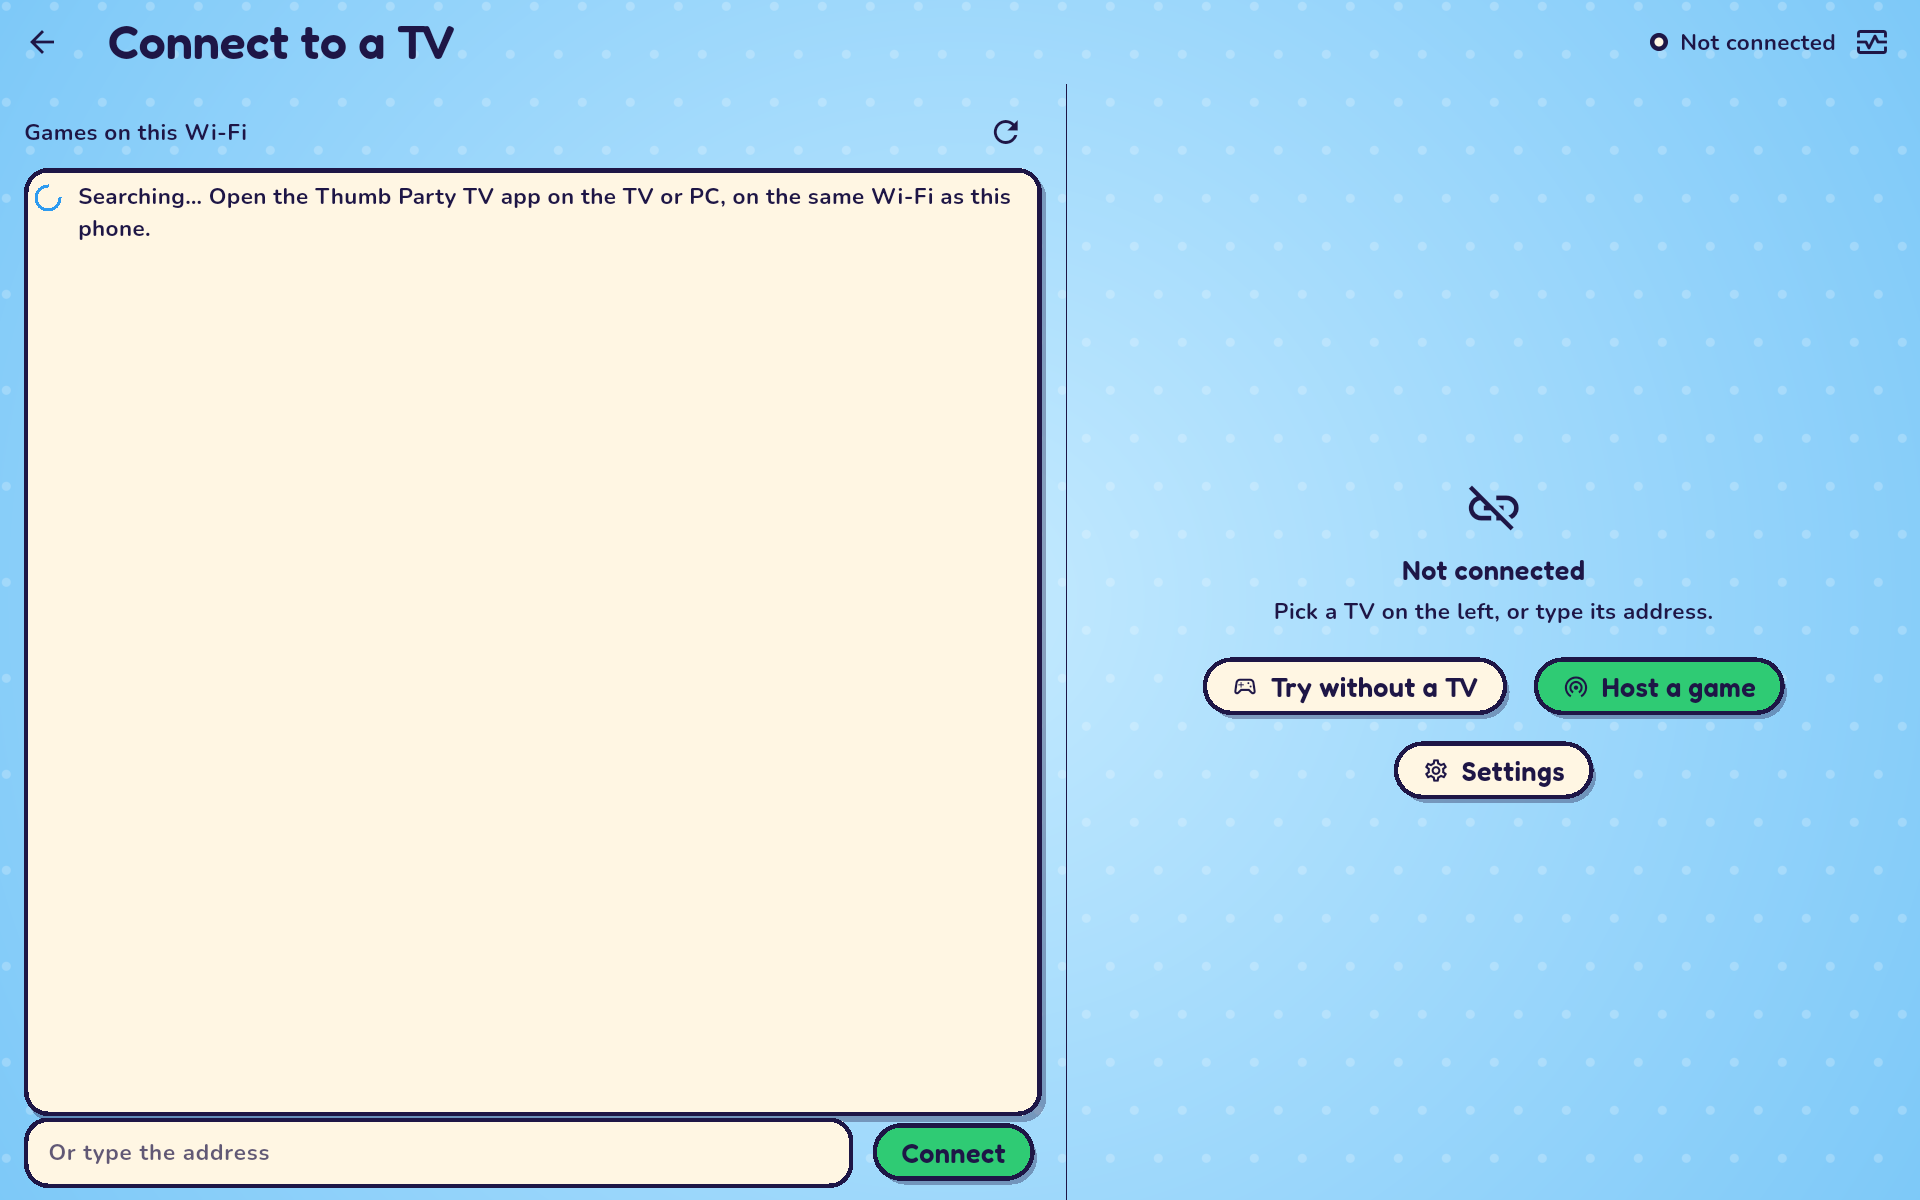 Connect to a TV
Not connected
Games on this Wi-Fi
Searching... Open the Thumb Party TV app on the TV or PC, on the same Wi-Fi as this
phone.
Not connected
Pick a TV on the left, or type its address.
Try without a TV
Host a game
Settings
Or type the address
Connect